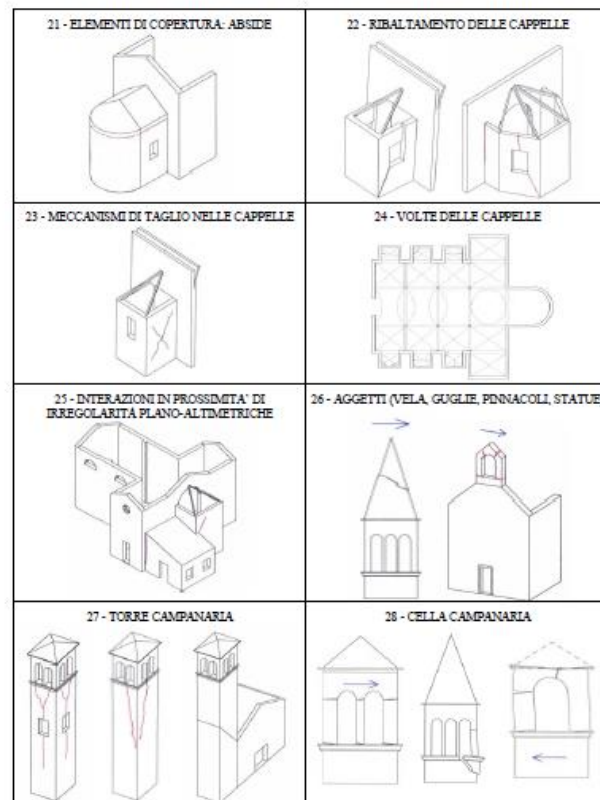 21 - ELEMENTI DI COPERTURA: ABSIDE
22 - RIBALTAMENTO DELLE CAPPELLE
23 - MECCANISMI DI TAGLIO NELLE CAPPELLE
24 - VOLTE DELLE CAPPELLE
25 - INTERAZIONI IN PROSSIMITA' DI
IRREGOLARITÀ PLANO-ALTIMETRICHE
26 - AGGETTI (VELA, GUGLIE, PINNACOLI, STATUE
27 - TORRE CAMPANARIA
28 - CELLA CAMPANARIA